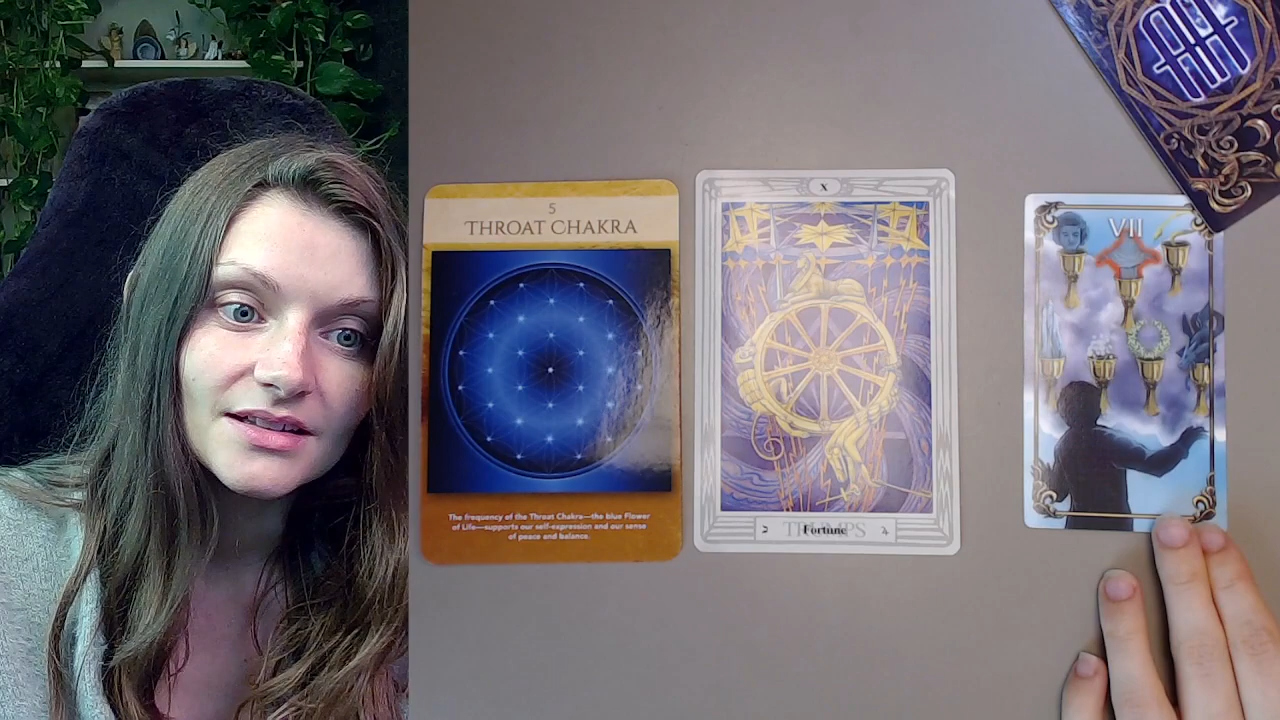 5
THROAT CHAKRA
The frequency of the Throat Chakra—the blue Flower
of Life—supports our self-expression and our sense
of peace and balance.
X
TRUMPS
Fortune
VII